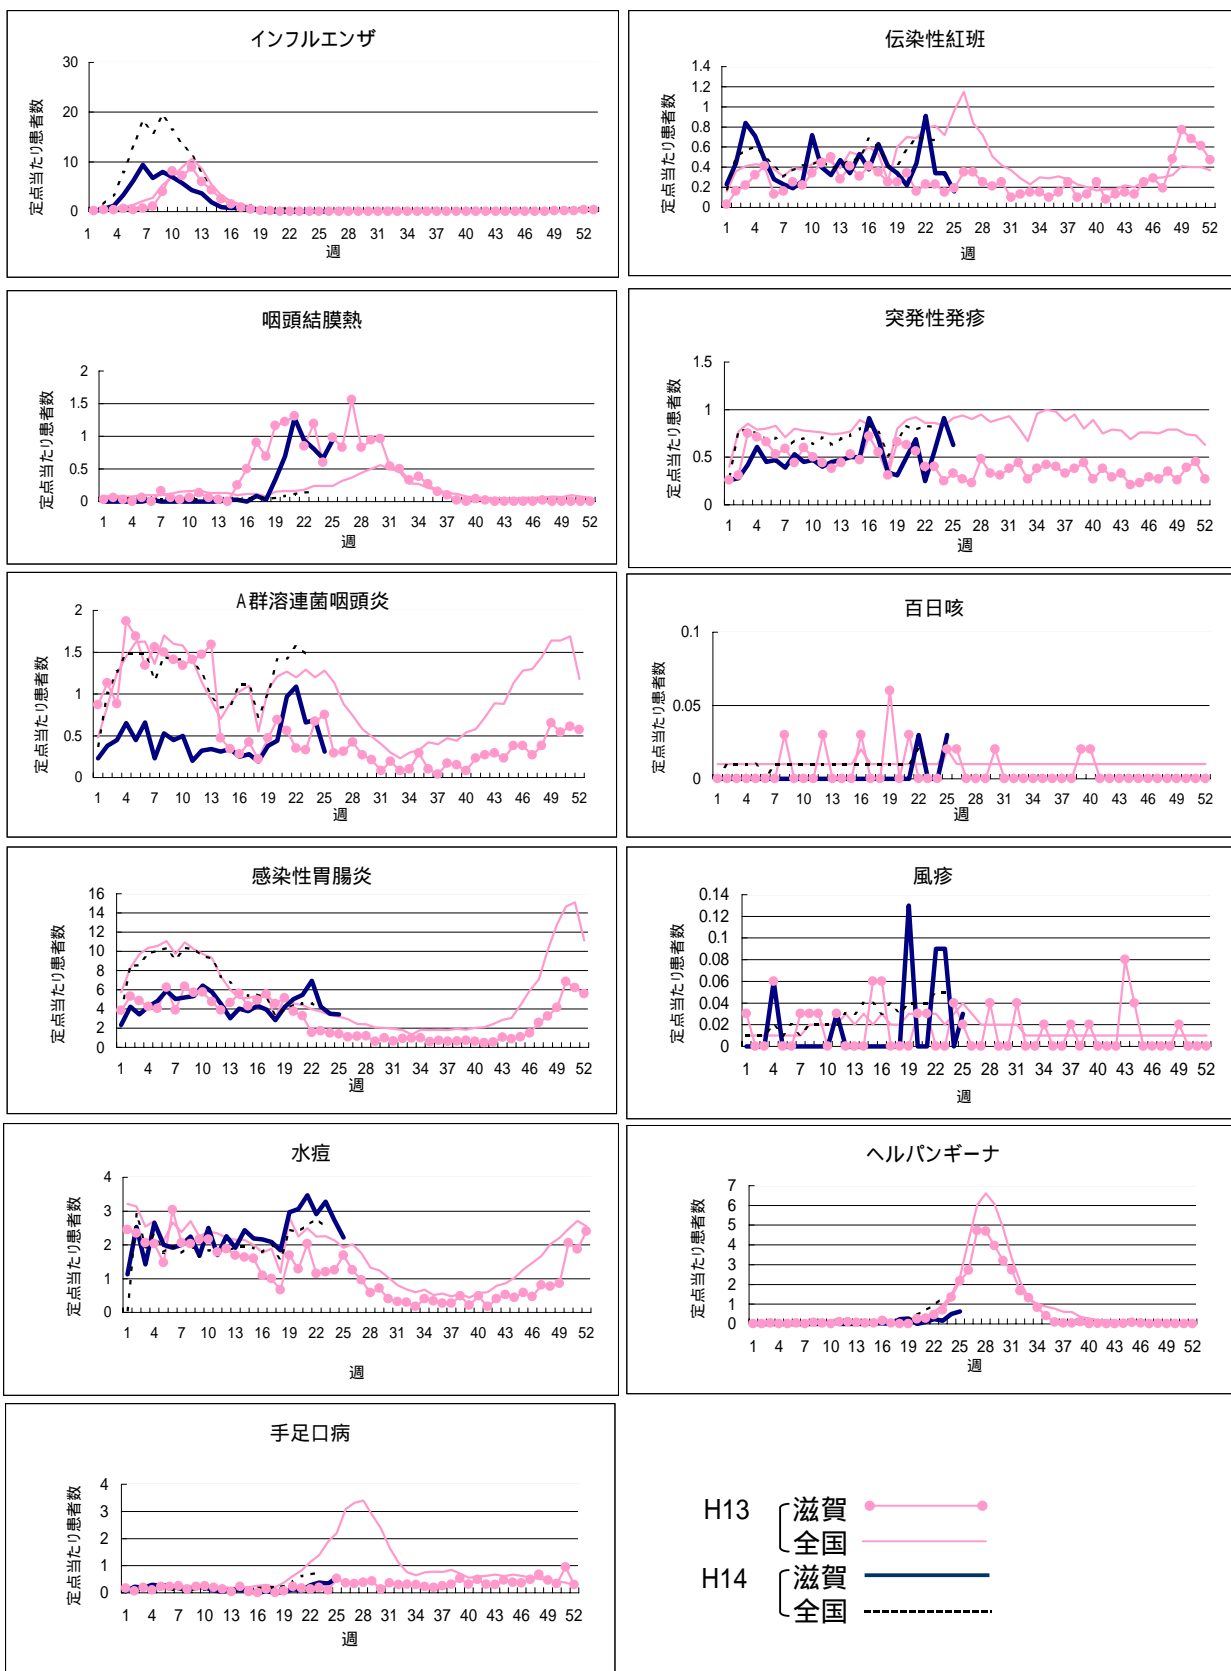 インフルエンザ
定点当たり患者数
30
20
10
0
1 4 7 10 13 16 19 22 25 28 31 34 37 40 43 46 49 52
週
伝染性紅班
定点当たり患者数
1.4
1.2
1
0.8
0.6
0.4
0.2
0
1 4 7 10 13 16 19 22 25 28 31 34 37 40 43 46 49 52
週
咽頭結膜熱
定点当たり患者数
2
1.5
1
0.5
0
1 4 7 10 13 16 19 22 25 28 31 34 37 40 43 46 49 52
週
突発性発疹
定点当たり患者数
1.5
1
0.5
0
1 4 7 10 13 16 19 22 25 28 31 34 37 40 43 46 49 52
週
A群溶連菌咽頭炎
定点当たり患者数
2
1.5
1
0.5
0
1 4 7 10 13 16 19 22 25 28 31 34 37 40 43 46 49 52
週
百日咳
定点当たり患者数
0.1
0.05
0
1 4 7 10 13 16 19 22 25 28 31 34 37 40 43 46 49 52
週
感染性胃腸炎
定点当たり患者数
16
14
12
10
8
6
4
2
0
1 4 7 10 13 16 19 22 25 28 31 34 37 40 43 46 49 52
週
風疹
定点当たり患者数
0.14
0.12
0.1
0.08
0.06
0.04
0.02
0
1 4 7 10 13 16 19 22 25 28 31 34 37 40 43 46 49 52
週
水痘
定点当たり患者数
4
3
2
1
0
1 4 7 10 13 16 19 22 25 28 31 34 37 40 43 46 49 52
週
ヘルパンギーナ
定点当たり患者数
7
6
5
4
3
2
1
0
1 4 7 10 13 16 19 22 25 28 31 34 37 40 43 46 49 52
週
手足口病
定点当たり患者数
4
3
2
1
0
1 4 7 10 13 16 19 22 25 28 31 34 37 40 43 46 49 52
週
H13 滋賀
全国
H14 滋賀
全国